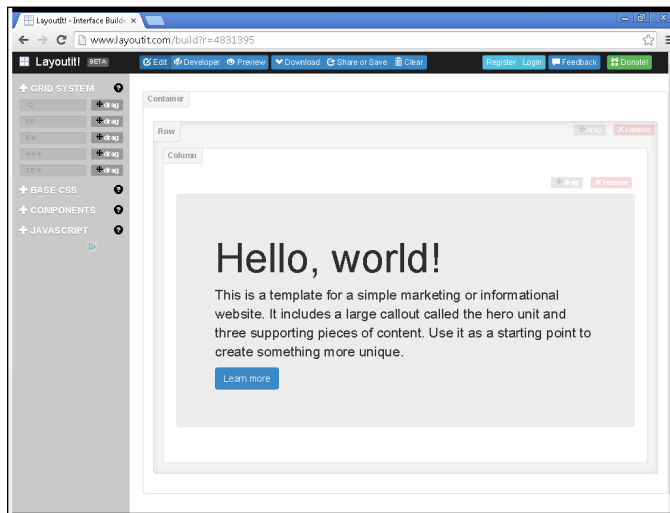 LayoutIt! - Interface Builde
www.layoutit.com/build?r=4831395
Layoutit! BETA Edit Developer Preview Download Share or Save Clear Register Login Feedback Donate!
GRID SYSTEM
12 drag
6 6 drag
8 4 drag
4 4 4 drag
2 6 4 drag
BASE CSS
COMPONENTS
JAVASCRIPT
Container
Row drag remove
Column
drag remove
Hello, world!
This is a template for a simple marketing or informational
website. It includes a large callout called the hero unit and
three supporting pieces of content. Use it as a starting point to
create something more unique.
Learn more